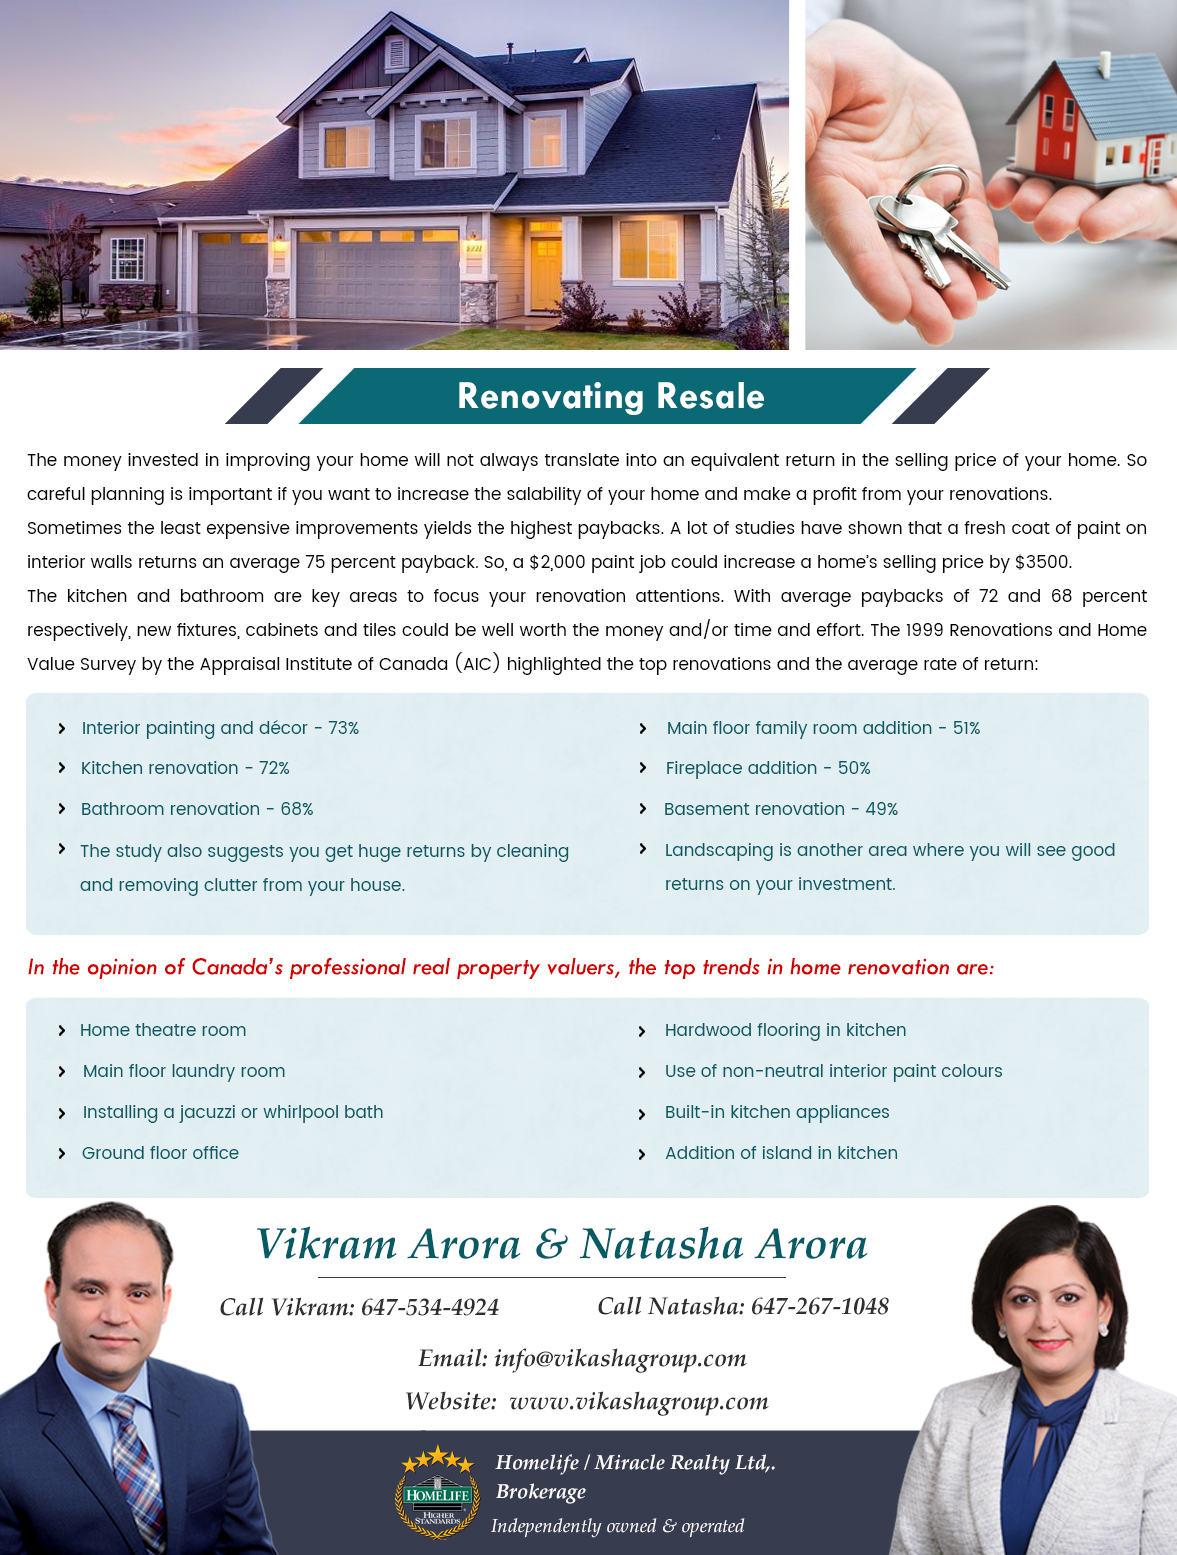 Renovating Resale
The money invested in improving your home will not always translate into an equivalent return in the selling price of your home. So
careful planning is important if you want to increase the salability of your home and make a profit from your renovations.
Sometimes the least expensive improvements yields the highest paybacks. A lot of studies have shown that a fresh coat of paint on
interior walls returns an average 75 percent payback. So, a $2,000 paint job could increase a home's selling price by $3500.
The kitchen and bathroom are key areas to focus your renovation attentions. With average paybacks of 72 and 68 percent
respectively, new fixtures, cabinets and tiles could be well worth the money and/or time and effort. The 1999 Renovations and Home
Value Survey by the Appraisal Institute of Canada (AIC) highlighted the top renovations and the average rate of return:
Interior painting and décor - 73%
Kitchen renovation - 72%
Bathroom renovation - 68%
The study also suggests you get huge returns by cleaning
and removing clutter from your house.
Main floor family room addition - 51%
Fireplace addition - 50%
Basement renovation - 49%
Landscaping is another area where you will see good
returns on your investment.
In the opinion of Canada's professional real property valuers, the top trends in home renovation are:
Home theatre room
Main floor laundry room
Installing a jacuzzi or whirlpool bath
Ground floor office
Hardwood flooring in kitchen
Use of non-neutral interior paint colours
Built-in kitchen appliances
Addition of island in kitchen
Vikram Arora & Natasha Arora
Call Vikram: 647-534-4924
Call Natasha: 647-267-1048
Email: info@vikashagroup.com
Website: www.vikashagroup.com
HOMELIFE
HIGHER
STANDARDS
Homelife / Miracle Realty Ltd,.
Brokerage
Independently owned & operated